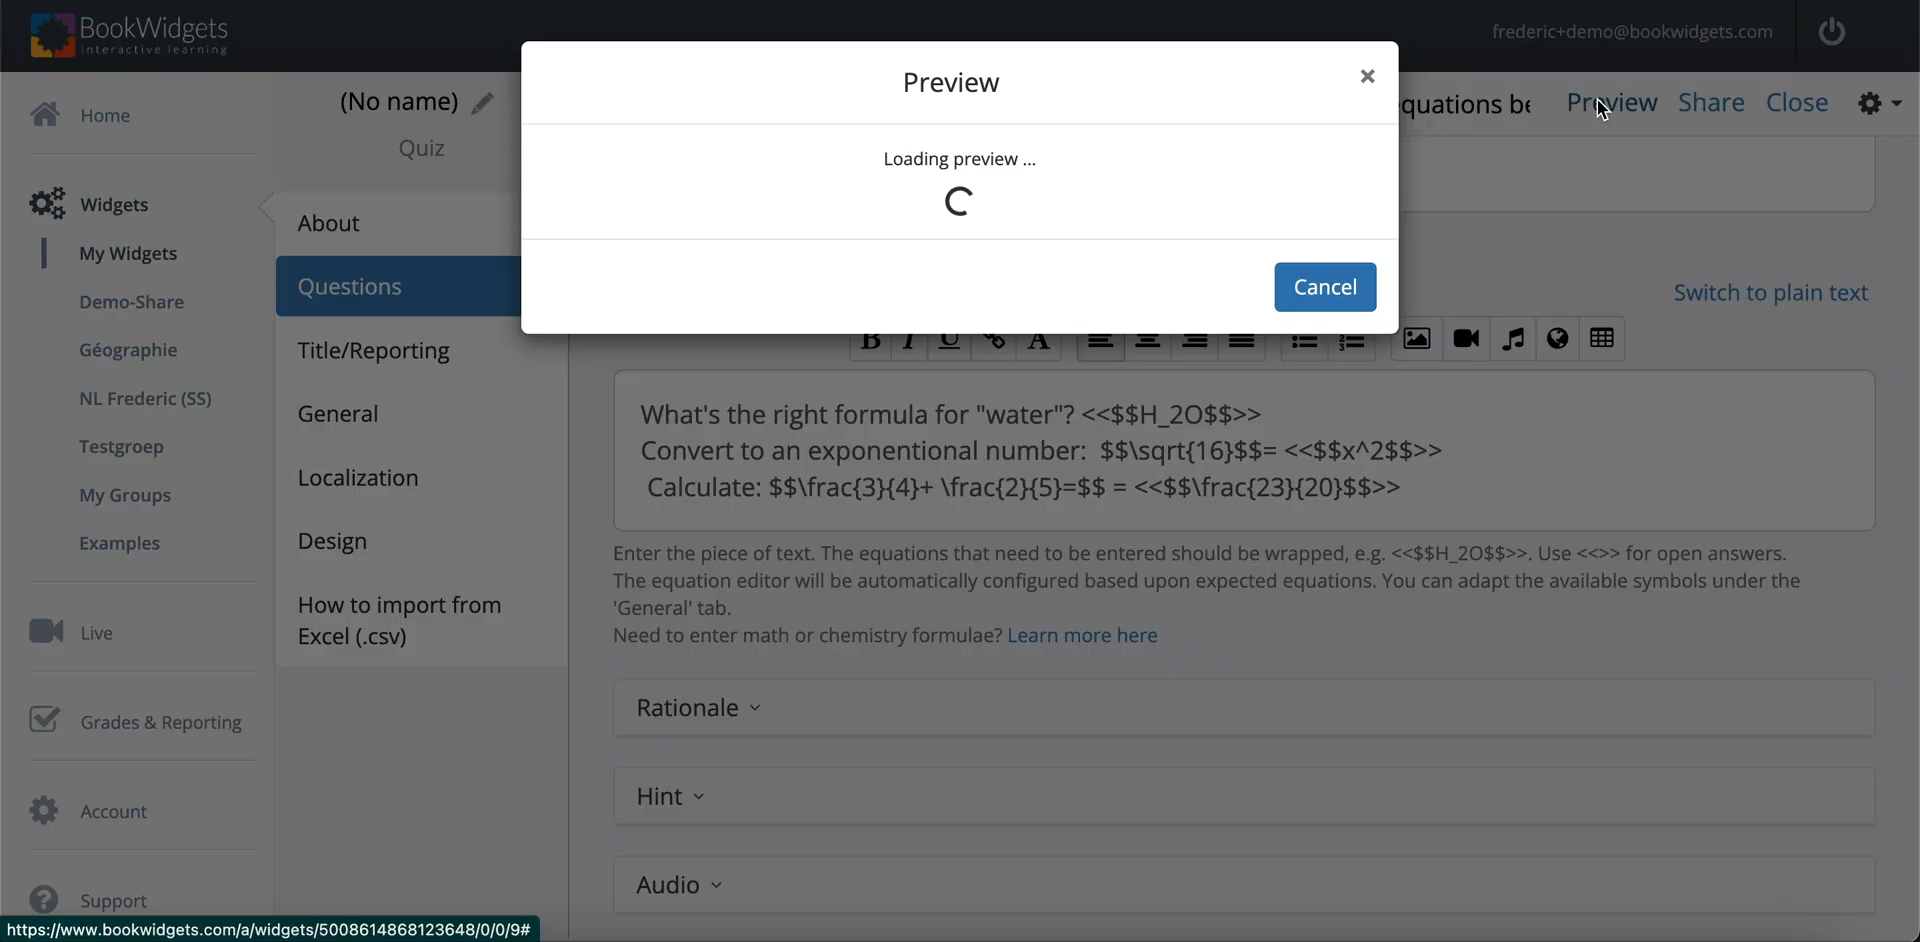 BookWidgets
interactive learning
frederic+demo@bookwidgets.com
Preview
×
(No name)
equations be
Preview Share Close
Home
Quiz
Loading preview ...
Widgets
About
My Widgets
Questions
Cancel
Switch to plain text
Demo-Share
B I U A
Géographie
Title/Reporting
NL Frederic (SS)
General
What's the right formula for "water"? <<$$H_2O$$>>
Convert to an exponentional number: $$\sqrt{16}$$= <<$$x^2$$>>
Calculate: $$\frac{3}{4}+ \frac{2}{5}=$$ = <<$$\frac{23}{20}$$>>
Testgroep
Localization
My Groups
Design
Examples
Enter the piece of text. The equations that need to be entered should be wrapped, e.g. <<$$H_2O$$>>. Use <<>> for open answers.
The equation editor will be automatically configured based upon expected equations. You can adapt the available symbols under the
'General' tab.
Need to enter math or chemistry formulae? Learn more here
How to import from
Excel (.csv)
Live
Rationale
Grades & Reporting
Hint
Account
Audio
Support
https://www.bookwidgets.com/a/widgets/5008614868123648/0/0/9#